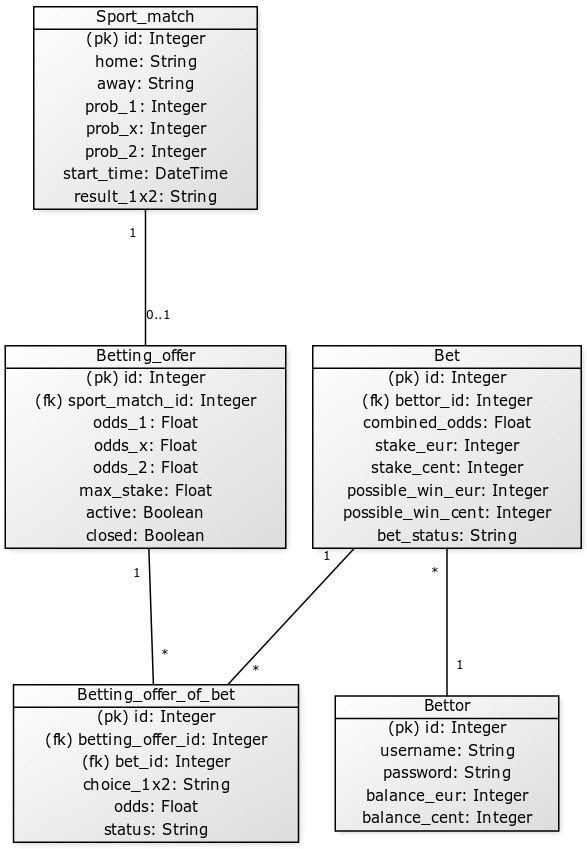 Sport_match
(pk) id: Integer
home: String
away: String
prob_1: Integer
prob_x: Integer
prob_2: Integer
start_time: DateTime
result_1x2: String
1
0..1
Betting_offer
(pk) id: Integer
(fk) sport_match_id: Integer
odds_1: Float
odds_x: Float
odds_2: Float
max_stake: Float
active: Boolean
closed: Boolean
Bet
(pk) id: Integer
(fk) bettor_id: Integer
combined_odds: Float
stake_eur: Integer
stake_cent: Integer
possible_win_eur: Integer
possible_win_cent: Integer
bet_status: String
1
*
1
*
*
1
Betting_offer_of_bet
(pk) id: Integer
(fk) betting_offer_id: Integer
(fk) bet_id: Integer
choice_1x2: String
odds: Float
status: String
Bettor
(pk) id: Integer
username: String
password: String
balance_eur: Integer
balance_cent: Integer